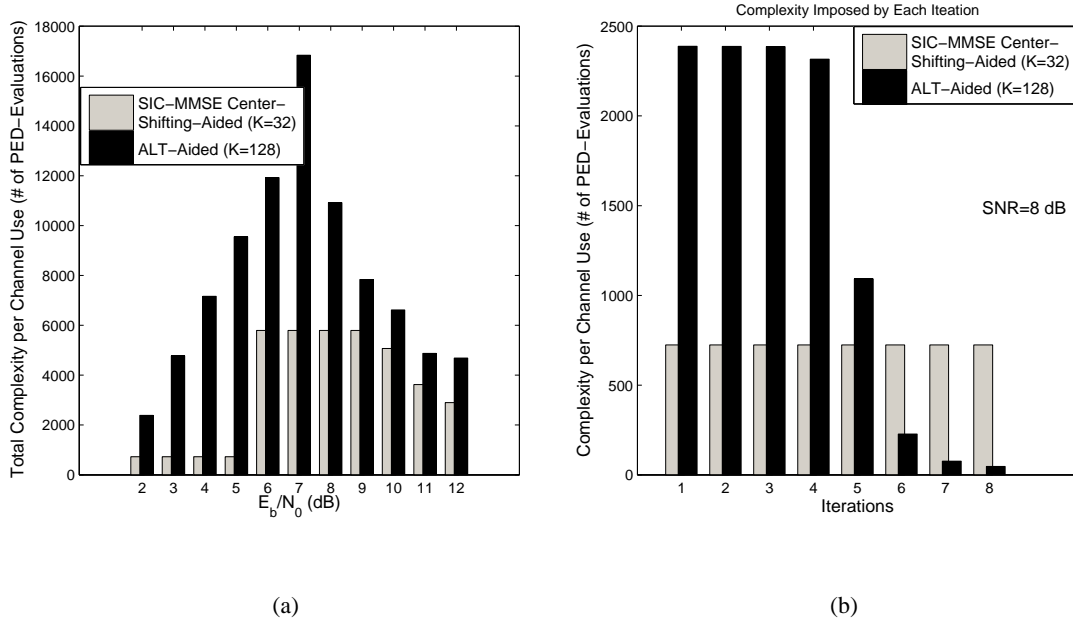 18000
16000
14000
12000
10000
8000
6000
4000
2000
0
Total Complexity per Channel Use (# of PED−Evaluations)
SIC−MMSE Center−
Shifting−Aided (K=32)
ALT−Aided (K=128)
2 3 4 5 6 7 8 9 10 11 12
E_b/N_0 (dB)
(a)
Complexity Imposed by Each Iteation
2500
2000
1500
1000
500
0
Complexity per Channel Use (# of PED−Evaluations)
SIC−MMSE Center−
Shifting−Aided (K=32)
ALT−Aided (K=128)
SNR=8 dB
1 2 3 4 5 6 7 8
Iterations
(b)